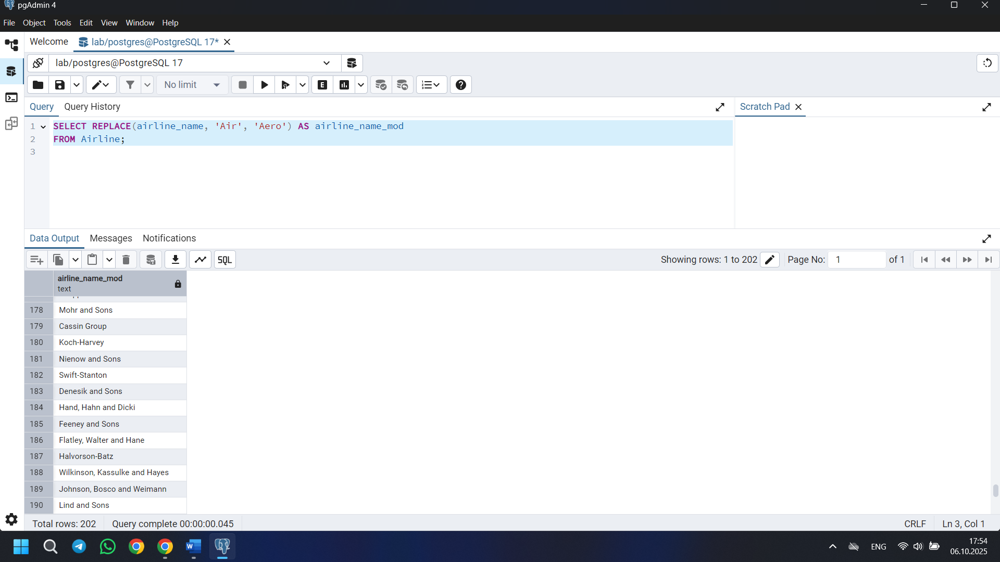 pgAdmin 4
File Object Tools Edit View Window Help
Welcome lab/postgres@PostgreSQL 17*
lab/postgres@PostgreSQL 17
No limit
E
Query Query History
Scratch Pad
1 SELECT REPLACE(airline_name, 'Air', 'Aero') AS airline_name_mod
2 FROM Airline;
3
Data Output Messages Notifications
SQL Showing rows: 1 to 202 Page No: 1 of 1
airline_name_mod
text
178 Mohr and Sons
179 Cassin Group
180 Koch-Harvey
181 Nienow and Sons
182 Swift-Stanton
183 Denesik and Sons
184 Hand, Hahn and Dicki
185 Feeney and Sons
186 Flatley, Walter and Hane
187 Halvorson-Batz
188 Wilkinson, Kassulke and Hayes
189 Johnson, Bosco and Weimann
190 Lind and Sons
Total rows: 202 Query complete 00:00:00.045 CRLF Ln 3, Col 1
W
ENG
17:54
06.10.2025